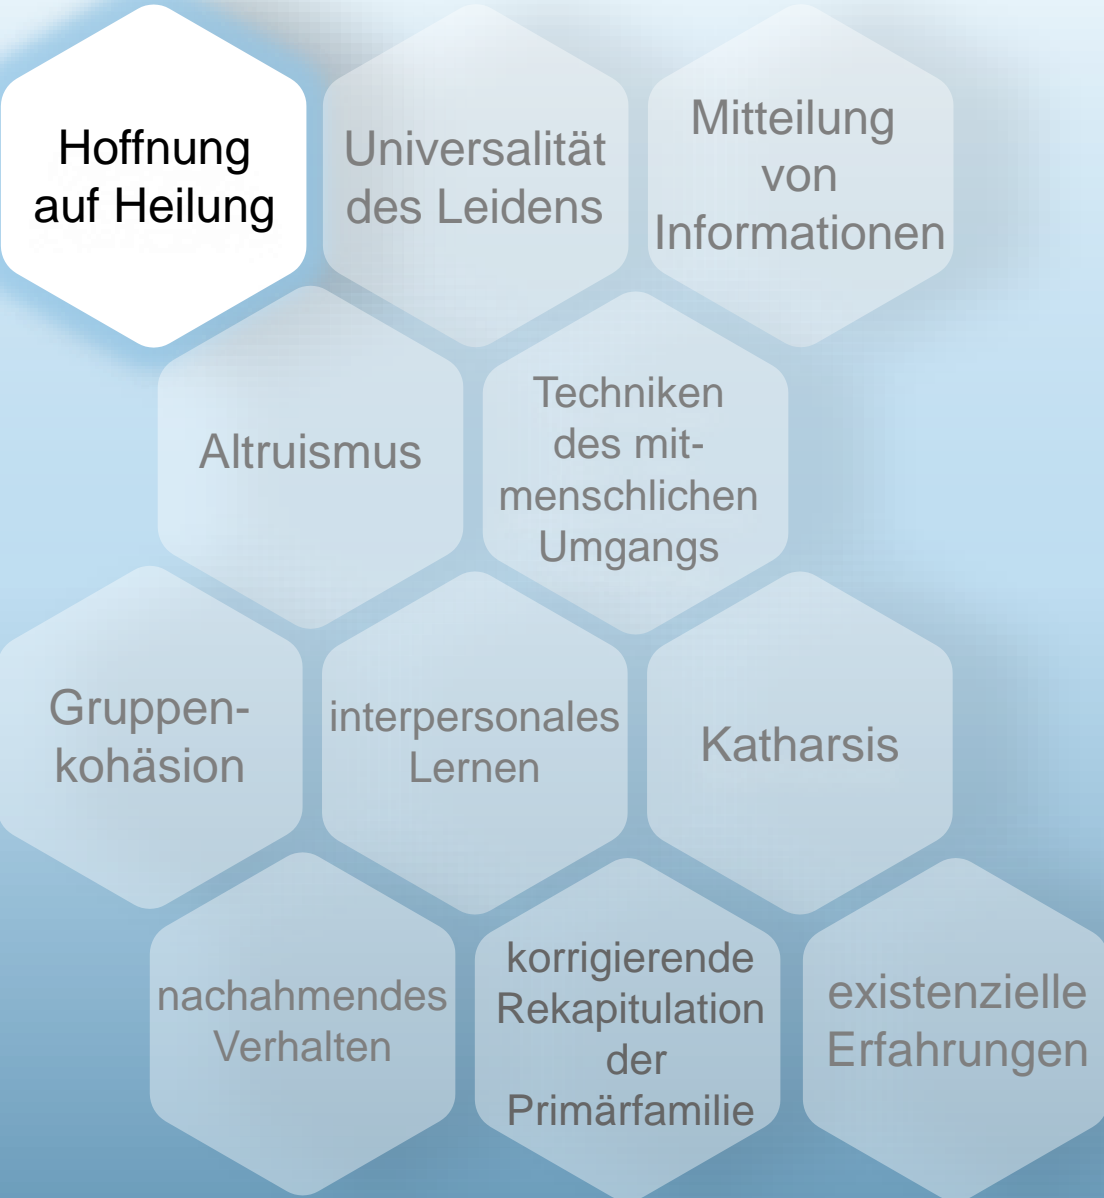 Hoffnung
auf Heilung
Universalität
des Leidens
Mitteilung
von
Informationen
Altruismus
Techniken
des mit-
menschlichen
Umgangs
Gruppen-
kohäsion
interpersonales
Lernen
Katharsis
nachahmendes
Verhalten
korrigierende
Rekapitulation
der
Primärfamilie
existenzielle
Erfahrungen